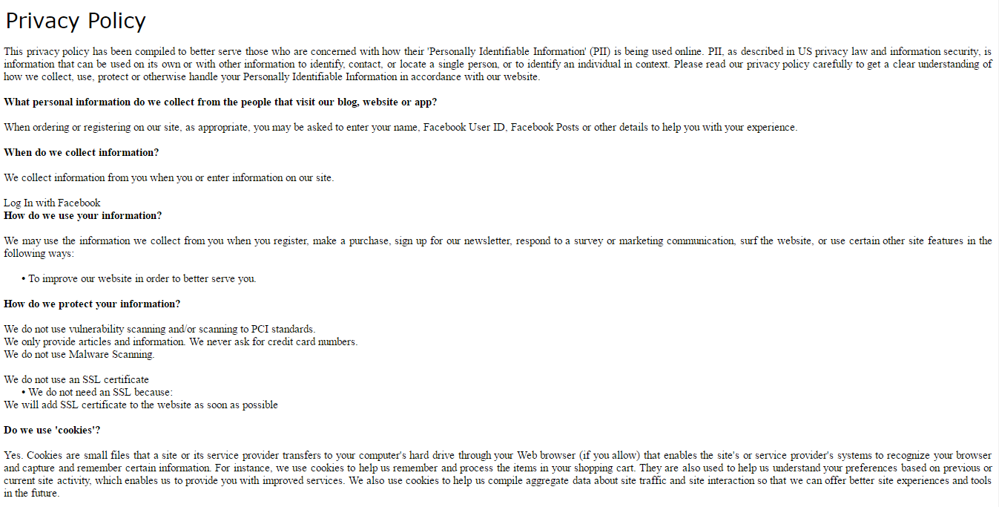 Privacy Policy
This privacy policy has been compiled to better serve those who are concerned with how their 'Personally Identifiable Information' (PII) is being used online. PII, as described in US privacy law and information security, is
information that can be used on its own or with other information to identify, contact, or locate a single person, or to identify an individual in context. Please read our privacy policy carefully to get a clear understanding of
how we collect, use, protect or otherwise handle your Personally Identifiable Information in accordance with our website.
What personal information do we collect from the people that visit our blog, website or app?
When ordering or registering on our site, as appropriate, you may be asked to enter your name, Facebook User ID, Facebook Posts or other details to help you with your experience.
When do we collect information?
We collect information from you when you or enter information on our site.
Log In with Facebook
How do we use your information?
We may use the information we collect from you when you register, make a purchase, sign up for our newsletter, respond to a survey or marketing communication, surf the website, or use certain other site features in the
following ways:
• To improve our website in order to better serve you.
How do we protect your information?
We do not use vulnerability scanning and/or scanning to PCI standards.
We only provide articles and information. We never ask for credit card numbers.
We do not use Malware Scanning.
We do not use an SSL certificate
• We do not need an SSL because:
We will add SSL certificate to the website as soon as possible
Do we use 'cookies'?
Yes. Cookies are small files that a site or its service provider transfers to your computer's hard drive through your Web browser (if you allow) that enables the site's or service provider's systems to recognize your browser
and capture and remember certain information. For instance, we use cookies to help us remember and process the items in your shopping cart. They are also used to help us understand your preferences based on previous or
current site activity, which enables us to provide you with improved services. We also use cookies to help us compile aggregate data about site traffic and site interaction so that we can offer better site experiences and tools
in the future.